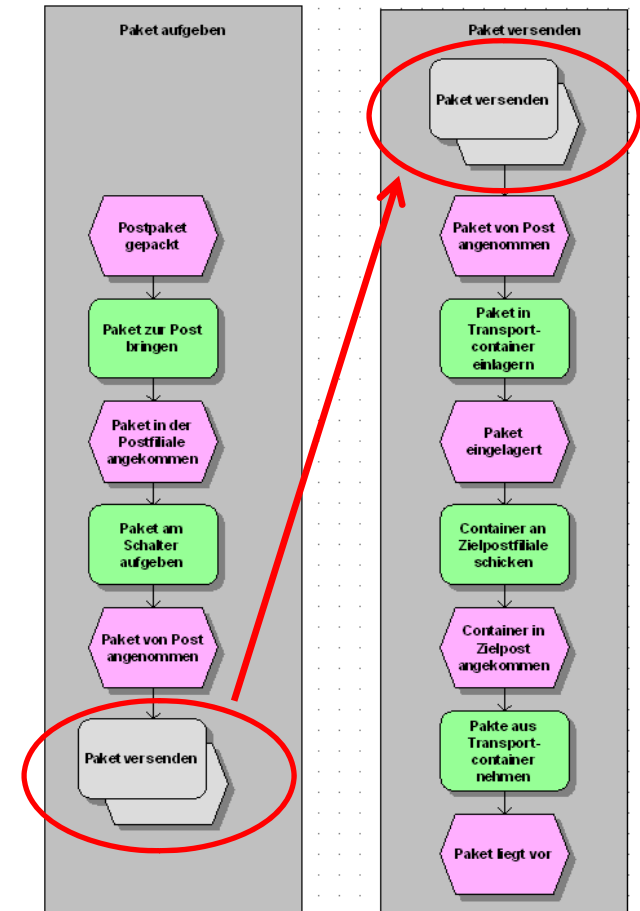 Paket aufgeben
Postpaket
gepackt
Paket zur Post
bringen
Paket in der
Postfiliale
angekommen
Paket am
Schalter
aufgeben
Paket von Post
angenommen
Paket versenden
Paket versenden
Paket versenden
Paket von Post
angenommen
Paket in
Transport-
container
einlagern
Paket
eingelagert
Container an
Zielpostfiliale
schicken
Container in
Zielpost
angekommen
Pakte aus
Transport-
container
nehmen
Paket liegt vor